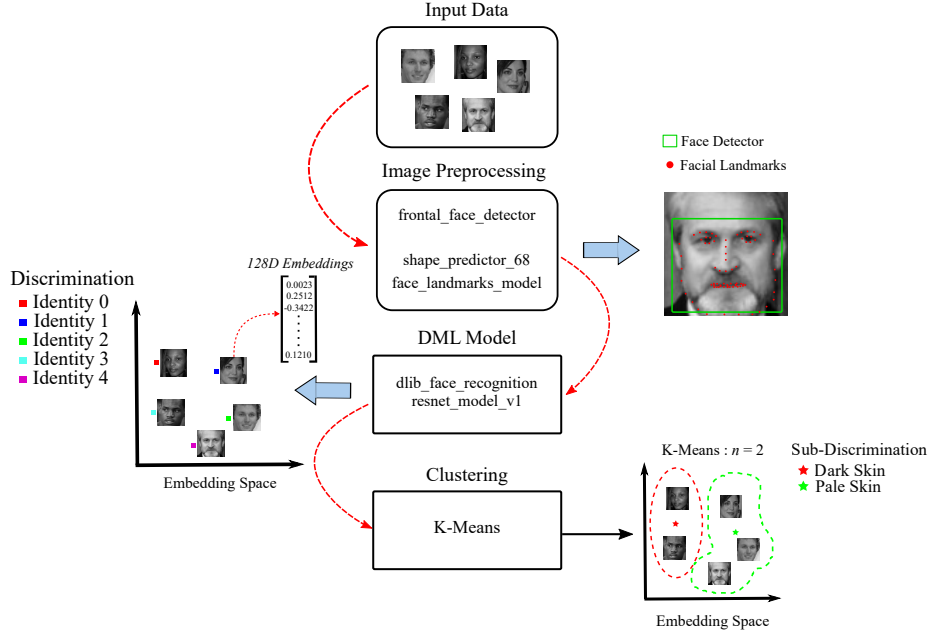 Input Data
Image Preprocessing
frontal_face_detector
shape_predictor_68
face_landmarks_model
Face Detector
Facial Landmarks
DML Model
dlib_face_recognition
resnet_model_v1
128D Embeddings
0.0023
0.2512
-0.3422
0.1210
Discrimination
Identity 0
Identity 1
Identity 2
Identity 3
Identity 4
Embedding Space
Clustering
K-Means
K-Means : n = 2
Sub-Discrimination
Dark Skin
Pale Skin
Embedding Space